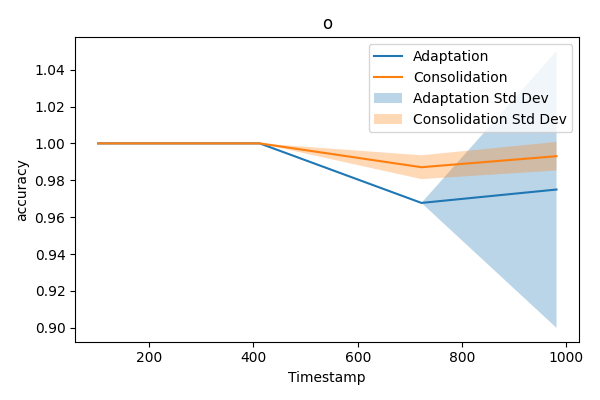 o
Adaptation
Consolidation
Adaptation Std Dev
Consolidation Std Dev
accuracy
1.04
1.02
1.00
0.98
0.96
0.94
0.92
0.90
200 400 600 800 1000
Timestamp